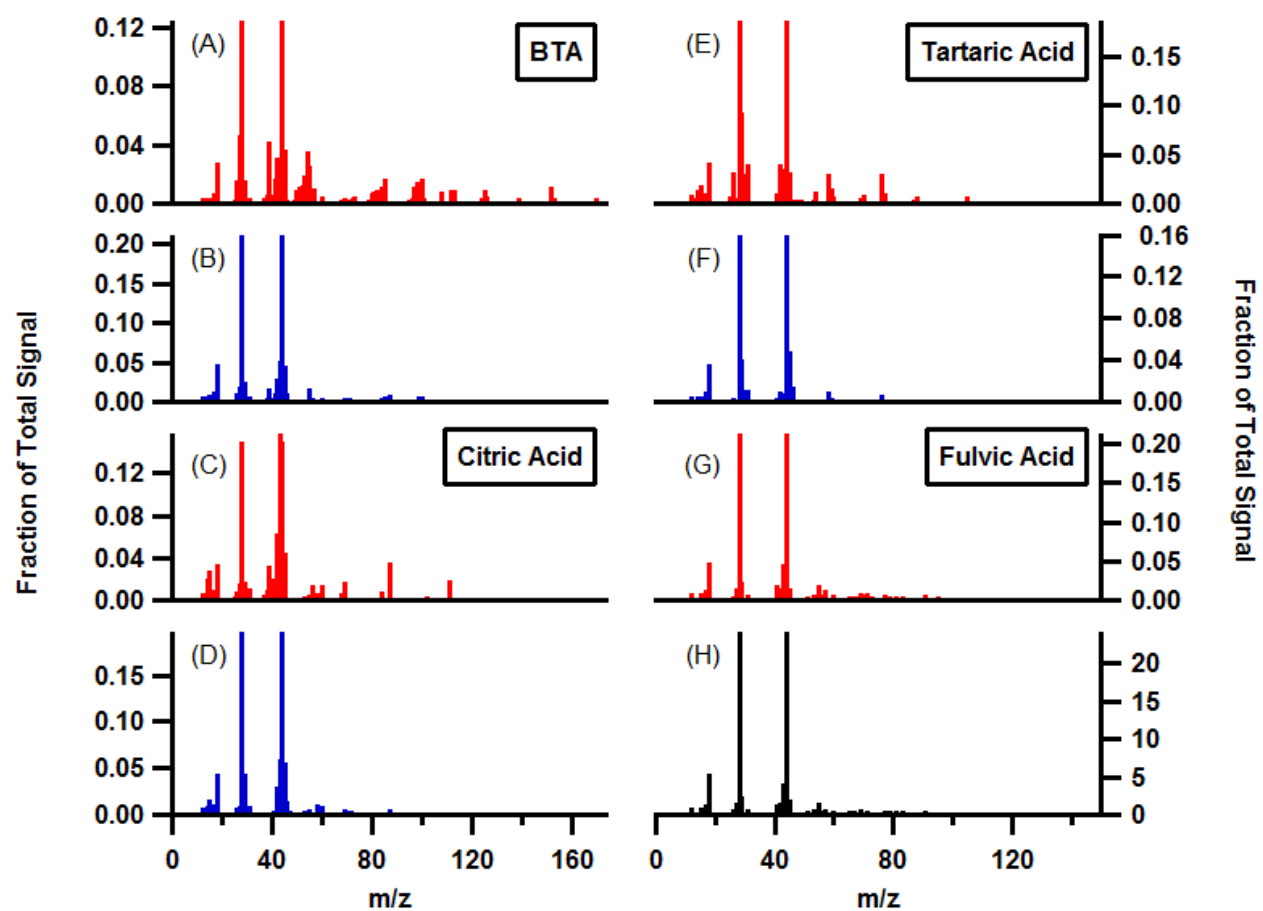 (A)
BTA
0.12
0.08
0.04
0.00
(E)
Tartaric Acid
0.15
0.10
0.05
0.00
(B)
0.20
0.15
0.10
0.05
0.00
(F)
0.16
0.12
0.08
0.04
0.00
(C)
Citric Acid
0.12
0.08
0.04
0.00
(G)
Fulvic Acid
0.20
0.15
0.10
0.05
0.00
(D)
0.15
0.10
0.05
0.00
(H)
20
15
10
5
0
0 40 80 120 160
0 40 80 120
m/z
m/z
Fraction of Total Signal
Fraction of Total Signal